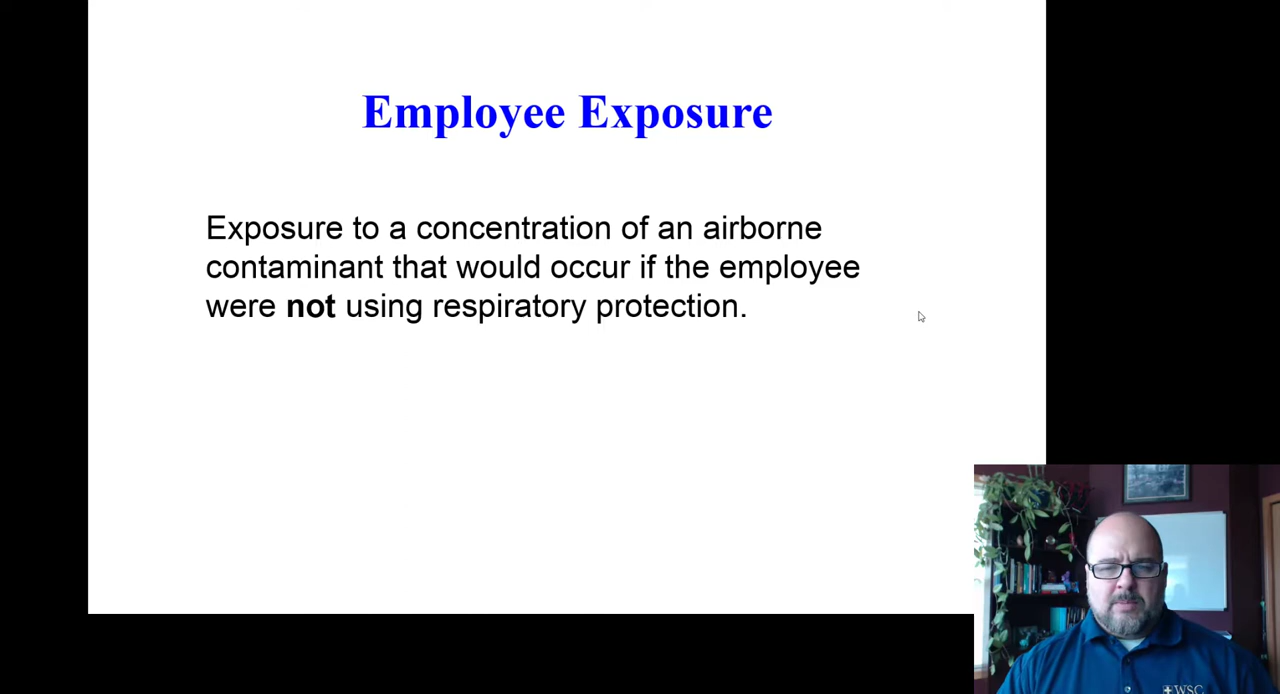 Employee Exposure
Exposure to a concentration of an airborne
contaminant that would occur if the employee
were not using respiratory protection.
WSC